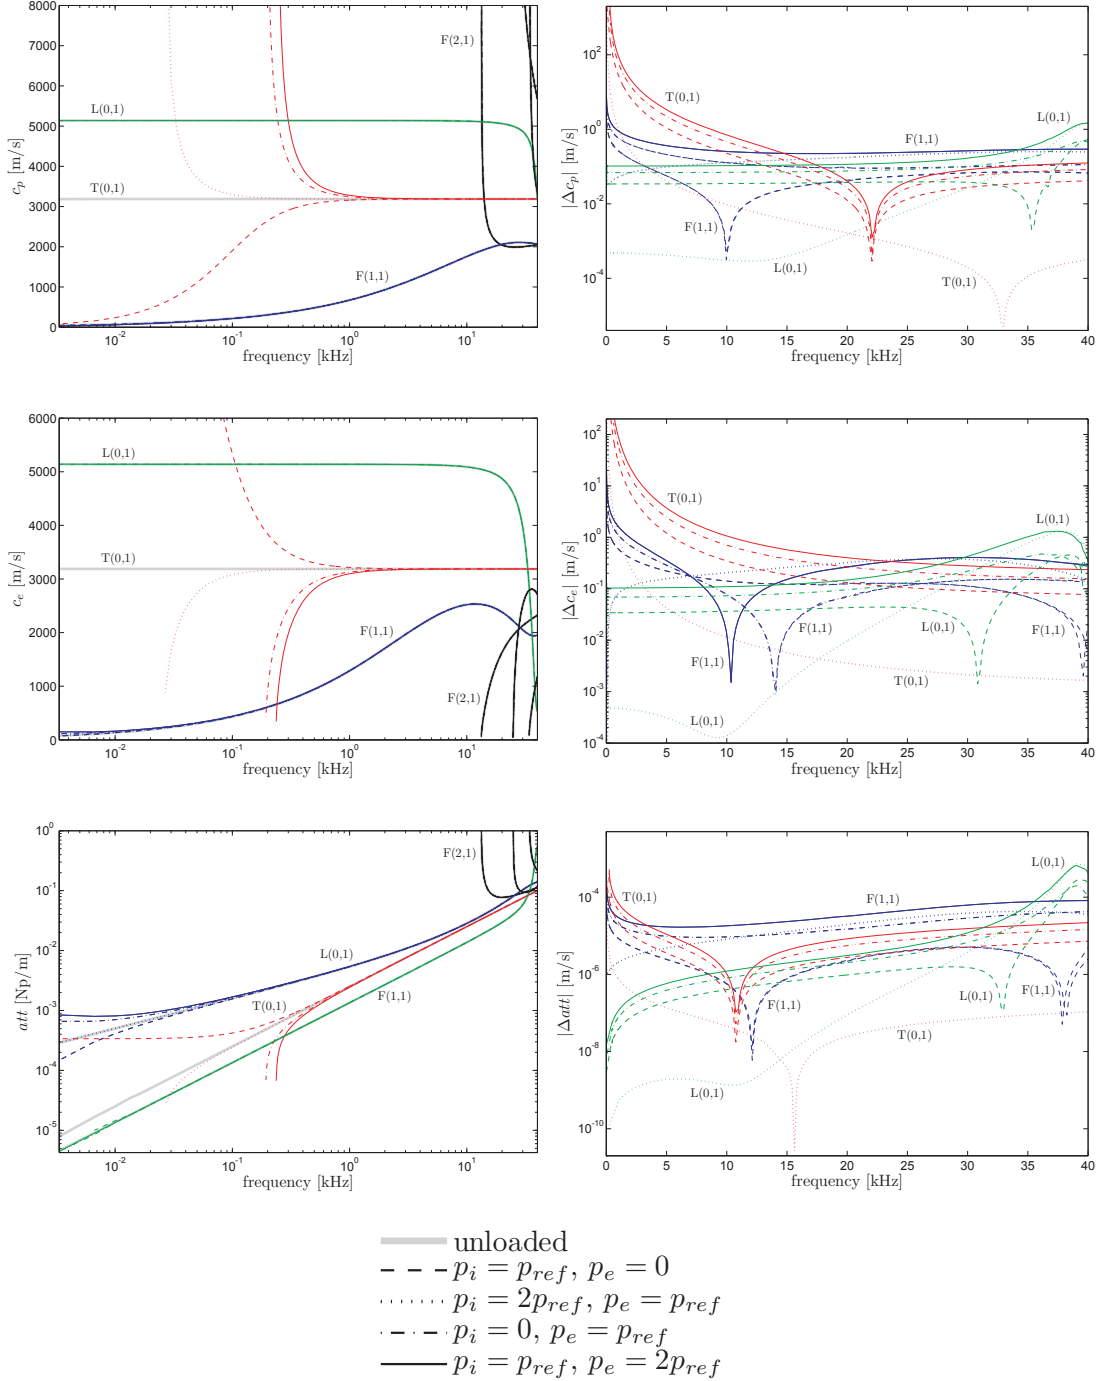 8000
7000
6000
5000
4000
3000
2000
1000
0
c_p [m/s]
F(2,1)
L(0,1)
T(0,1)
F(1,1)
10^-2
10^-1
10^0
10^1
frequency [kHz]
10^2
10^0
10^-2
10^-4
|Δc_p| [m/s]
T(0,1)
L(0,1)
F(1,1)
F(1,1)
L(0,1)
T(0,1)
0
5
10
15
20
25
30
35
40
frequency [kHz]
6000
5000
4000
3000
2000
1000
0
c_e [m/s]
L(0,1)
T(0,1)
F(1,1)
F(2,1)
10^-2
10^-1
10^0
10^1
frequency [kHz]
10^2
10^1
10^0
10^-1
10^-2
10^-3
10^-4
|Δc_e| [m/s]
T(0,1)
L(0,1)
F(1,1)
F(1,1)
L(0,1)
F(1,1)
T(0,1)
L(0,1)
0
5
10
15
20
25
30
35
40
frequency [kHz]
10^0
10^-1
10^-2
10^-3
10^-4
10^-5
att [Np/m]
F(2,1)
L(0,1)
T(0,1)
F(1,1)
10^-2
10^-1
10^0
10^1
frequency [kHz]
10^-4
10^-6
10^-8
10^-10
|Δatt| [m/s]
T(0,1)
L(0,1)
F(1,1)
F(1,1)
L(0,1)
F(1,1)
T(0,1)
L(0,1)
0
5
10
15
20
25
30
35
40
frequency [kHz]
unloaded
p_i = p_ref, p_e = 0
p_i = 2p_ref, p_e = p_ref
p_i = 0, p_e = p_ref
p_i = p_ref, p_e = 2p_ref